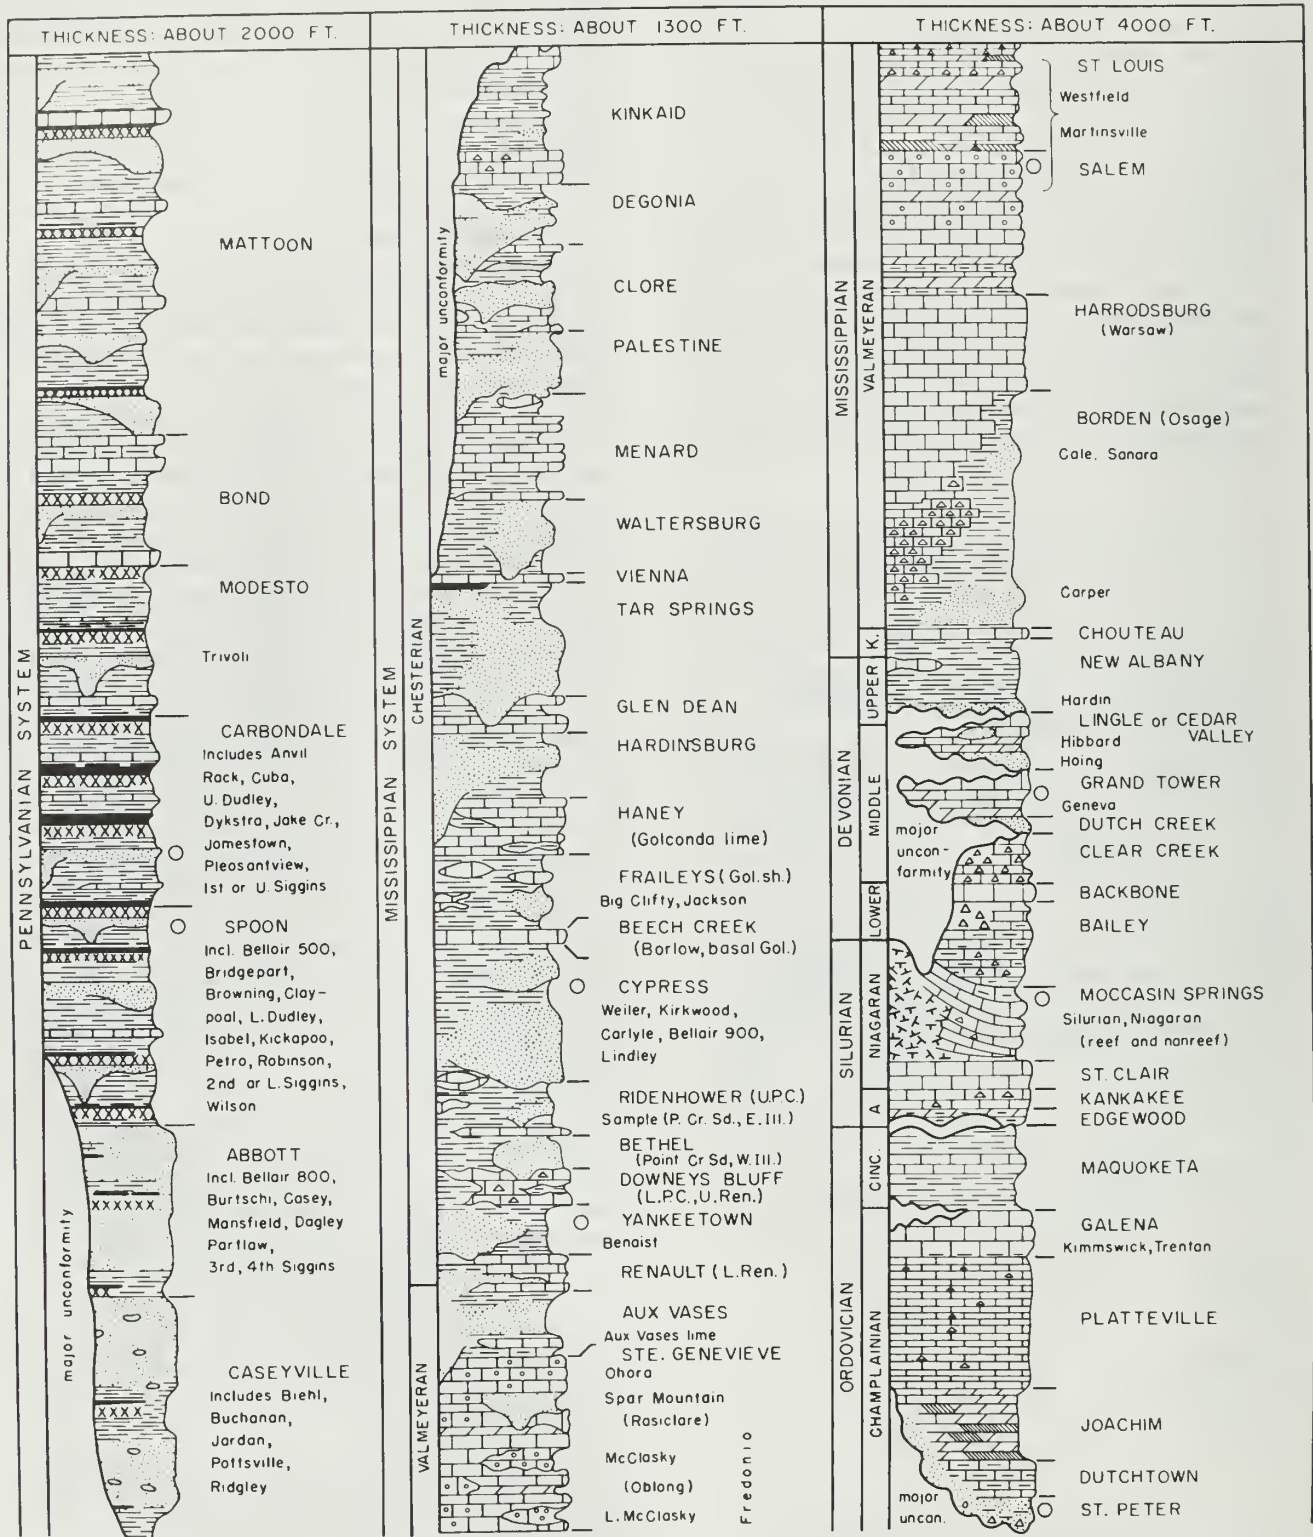 THICKNESS: ABOUT 2000 FT.
PENNSYLVANIAN SYSTEM
MATTOON
BOND
MODESTO
Trivoli
CARBONDALE
Includes Anvil
Rock, Cuba,
U. Dudley,
Dykstra, Jake Cr.,
Jamestown,
Pleasantview,
1st or U. Siggins
SPOON
Incl. Bellair 500,
Bridgeport,
Browning, Clay-
pool, L. Dudley,
Isabel, Kickapoo,
Petro, Robinson,
2nd or L. Siggins,
Wilson
ABBOTT
Incl. Bellair 800,
Burtschi, Casey,
Mansfield, Dagley
Partlow,
3rd, 4th Siggins
major unconformity
CASEYVILLE
Includes Biehl,
Buchanan,
Jordan,
Pottsville,
Ridgley
THICKNESS: ABOUT 1300 FT.
MISSISSIPPIAN SYSTEM
CHESTERIAN
VALMEYERAN
major unconformity
KINKAID
DEGONIA
CLORE
PALESTINE
MENARD
WALTERSBURG
VIENNA
TAR SPRINGS
GLEN DEAN
HARDINSBURG
HANEY
(Golconda lime)
FRAILEYS (Gol. sh.)
Big Clifty, Jackson
BEECH CREEK
(Barlow, basal Gol.)
CYPRESS
Weiler, Kirkwood,
Carlyle, Bellair 900,
Lindley
RIDENHOWER (U.P.C.)
Sample (P. Cr. Sd., E. Ill.)
BETHEL
(Point Cr Sd, W. Ill.)
DOWNEYS BLUFF
(L.P.C., U. Ren.)
YANKEETOWN
Benoist
RENAULT (L. Ren.)
AUX VASES
Aux Vases lime
STE. GENEVIEVE
Ohara
Spar Mountain
(Rosiclare)
McClosky
(Oblong)
L. McClosky
Fredonia
THICKNESS: ABOUT 4000 FT.
MISSISSIPPIAN
VALMEYERAN
K.
ST LOUIS
Westfield
Martinsville
SALEM
HARRODSBURG
(Warsaw)
BORDEN (Osage)
Cole, Sonora
Carper
CHOUTEAU
DEVONIAN
UPPER
MIDDLE
LOWER
NEW ALBANY
Hardin
LINGLE or CEDAR
VALLEY
Hibbard
Hoing
GRAND TOWER
Geneva
DUTCH CREEK
major
uncon-
formity
CLEAR CREEK
BACKBONE
BAILEY
SILURIAN
NIAGARAN
A
MOCCASIN SPRINGS
Silurian, Niagaran
(reef and nonreef)
ST. CLAIR
KANKAKEE
EDGEWOOD
ORDOVICIAN
CINC.
CHAMPLAINIAN
MAQUOKETA
GALENA
Kimmswick, Trenton
PLATTEVILLE
JOACHIM
DUTCHTOWN
major
uncon.
ST. PETER